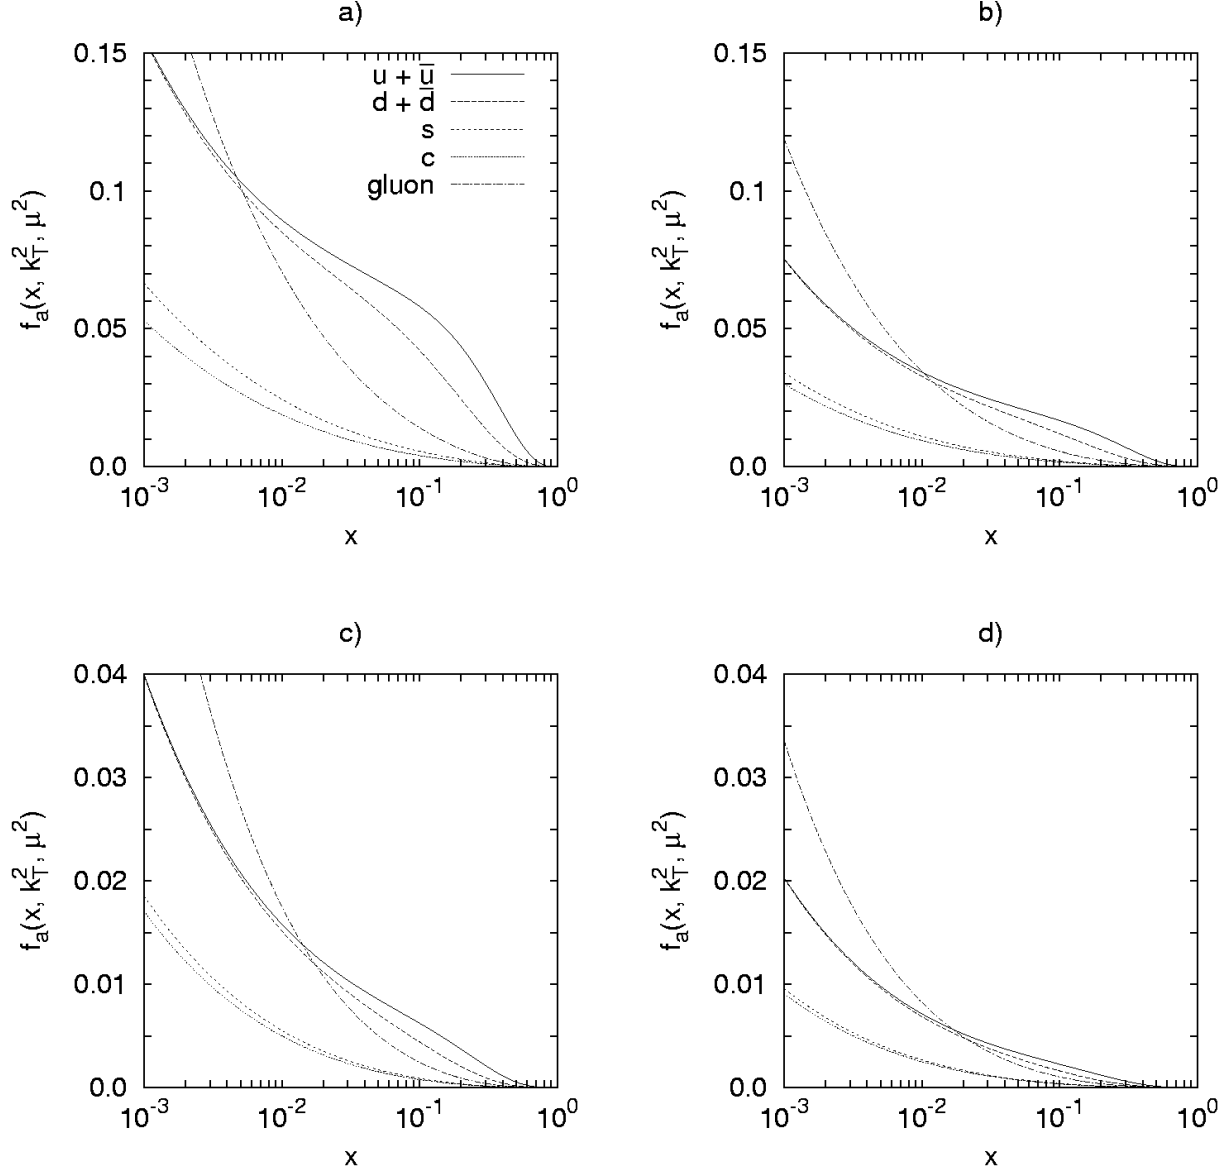 a)
0.15
0.1
0.05
0.0
10^-3
10^-2
10^-1
10^0
x
f_a(x, k_T^2, μ^2)
u + u̅
d + d̅
s
c
gluon
b)
0.15
0.1
0.05
0.0
10^-3
10^-2
10^-1
10^0
x
f_a(x, k_T^2, μ^2)
c)
0.04
0.03
0.02
0.01
0.0
10^-3
10^-2
10^-1
10^0
x
f_a(x, k_T^2, μ^2)
d)
0.04
0.03
0.02
0.01
0.0
10^-3
10^-2
10^-1
10^0
x
f_a(x, k_T^2, μ^2)